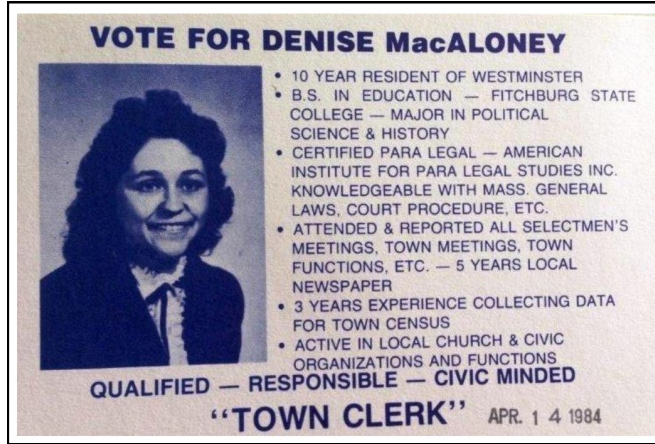 VOTE FOR DENISE MacALONEY
• 10 YEAR RESIDENT OF WESTMINSTER
• B.S. IN EDUCATION — FITCHBURG STATE
COLLEGE — MAJOR IN POLITICAL
SCIENCE & HISTORY
• CERTIFIED PARA LEGAL — AMERICAN
INSTITUTE FOR PARA LEGAL STUDIES INC.
KNOWLEDGEABLE WITH MASS. GENERAL
LAWS, COURT PROCEDURE, ETC.
• ATTENDED & REPORTED ALL SELECTMEN'S
MEETINGS, TOWN MEETINGS, TOWN
FUNCTIONS, ETC. — 5 YEARS LOCAL
NEWSPAPER
• 3 YEARS EXPERIENCE COLLECTING DATA
FOR TOWN CENSUS
• ACTIVE IN LOCAL CHURCH & CIVIC
ORGANIZATIONS AND FUNCTIONS
QUALIFIED — RESPONSIBLE — CIVIC MINDED
"TOWN CLERK" APR. 14 1984